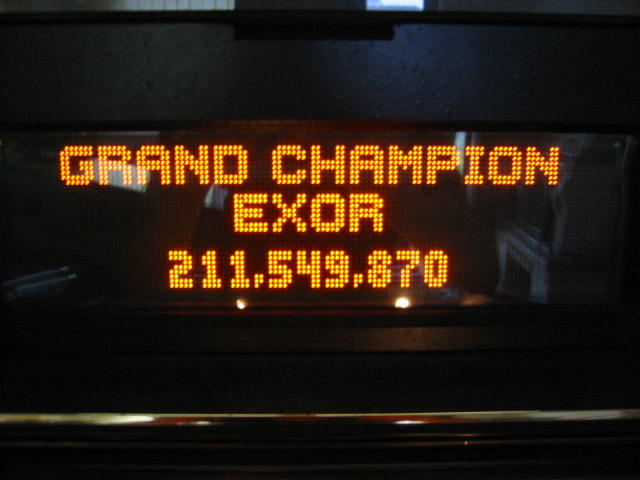 GRAND CHAMPION
EXOR
211,549,870